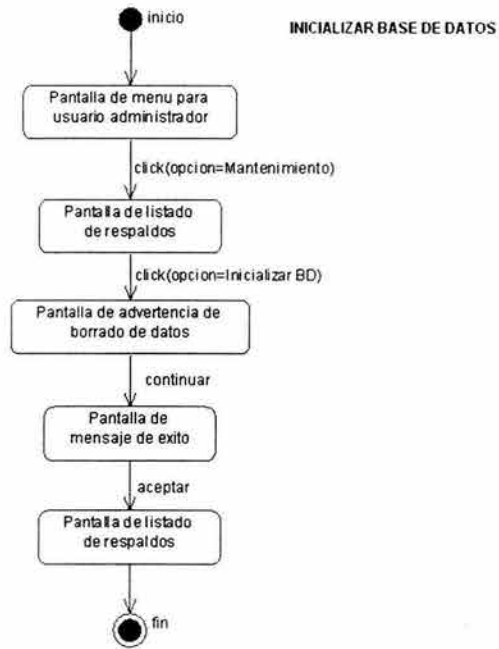 inicio
INICIALIZAR BASE DE DATOS
Pantalla de menu para
usuario administrador
click(opcion=Mantenimiento)
Pantalla de listado
de respaldos
click(opcion=Inicializar BD)
Pantalla de advertencia de
borrado de datos
continuar
Pantalla de
mensaje de exito
aceptar
Pantalla de listado
de respaldos
fin